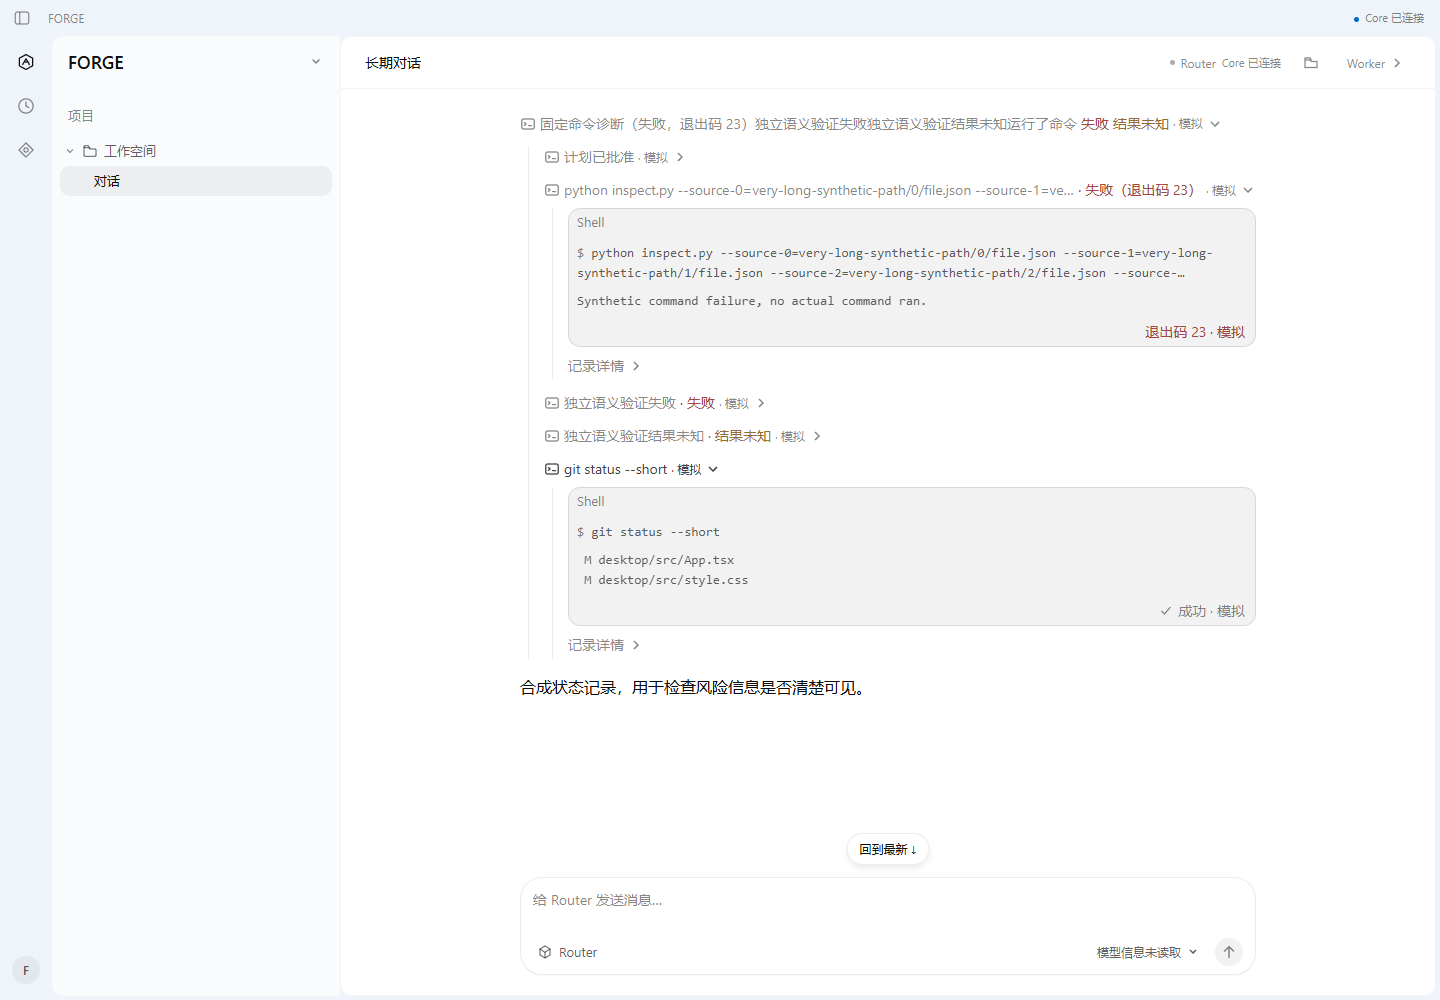 FORGE
Core 已连接
FORGE
项目
工作空间
对话
长期对话
Router Core 已连接
Worker
固定命令诊断（失败，退出码 23）独立语义验证失败独立语义验证结果未知运行了命令 失败 结果未知 · 模拟
计划已批准 · 模拟
python inspect.py --source-0=very-long-synthetic-path/0/file.json --source-1=ve... · 失败（退出码 23） · 模拟
Shell
$ python inspect.py --source-0=very-long-synthetic-path/0/file.json --source-1=very-long-
synthetic-path/1/file.json --source-2=very-long-synthetic-path/2/file.json --source-…
Synthetic command failure, no actual command ran.
退出码 23 · 模拟
记录详情
独立语义验证失败 · 失败 · 模拟
独立语义验证结果未知 · 结果未知 · 模拟
git status --short · 模拟
Shell
$ git status --short
M desktop/src/App.tsx
M desktop/src/style.css
成功 · 模拟
记录详情
合成状态记录，用于检查风险信息是否清楚可见。
回到最新 ↓
给 Router 发送消息...
Router
模型信息未读取
F